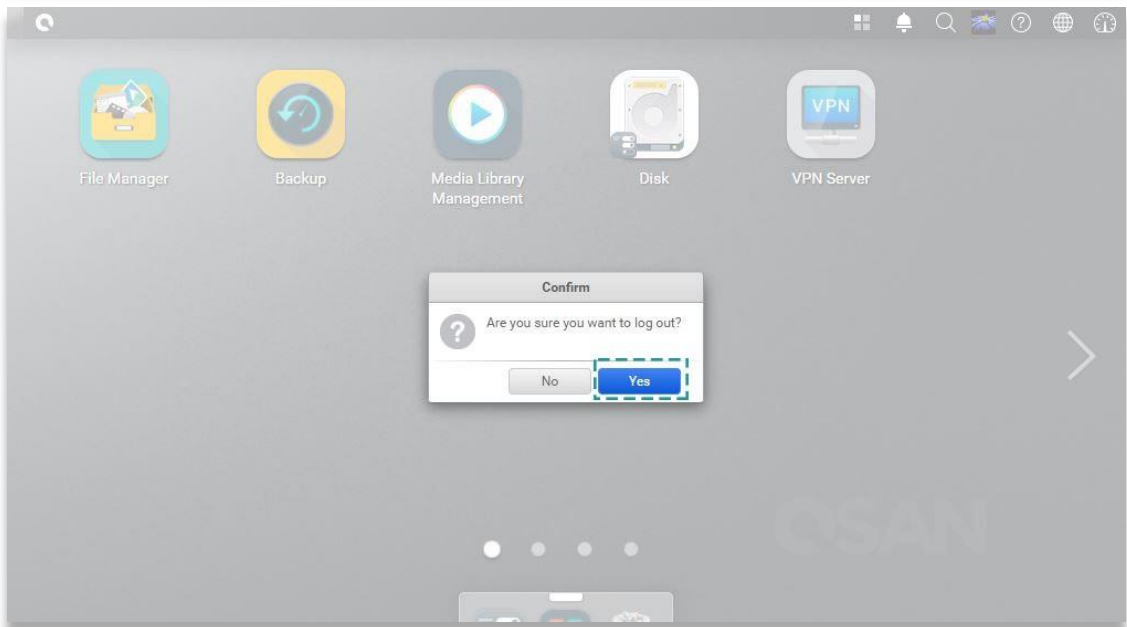 File Manager
Backup
Media Library
Management
Disk
VPN
VPN Server
Confirm
?
Are you sure you want to log out?
No
Yes
QSAN